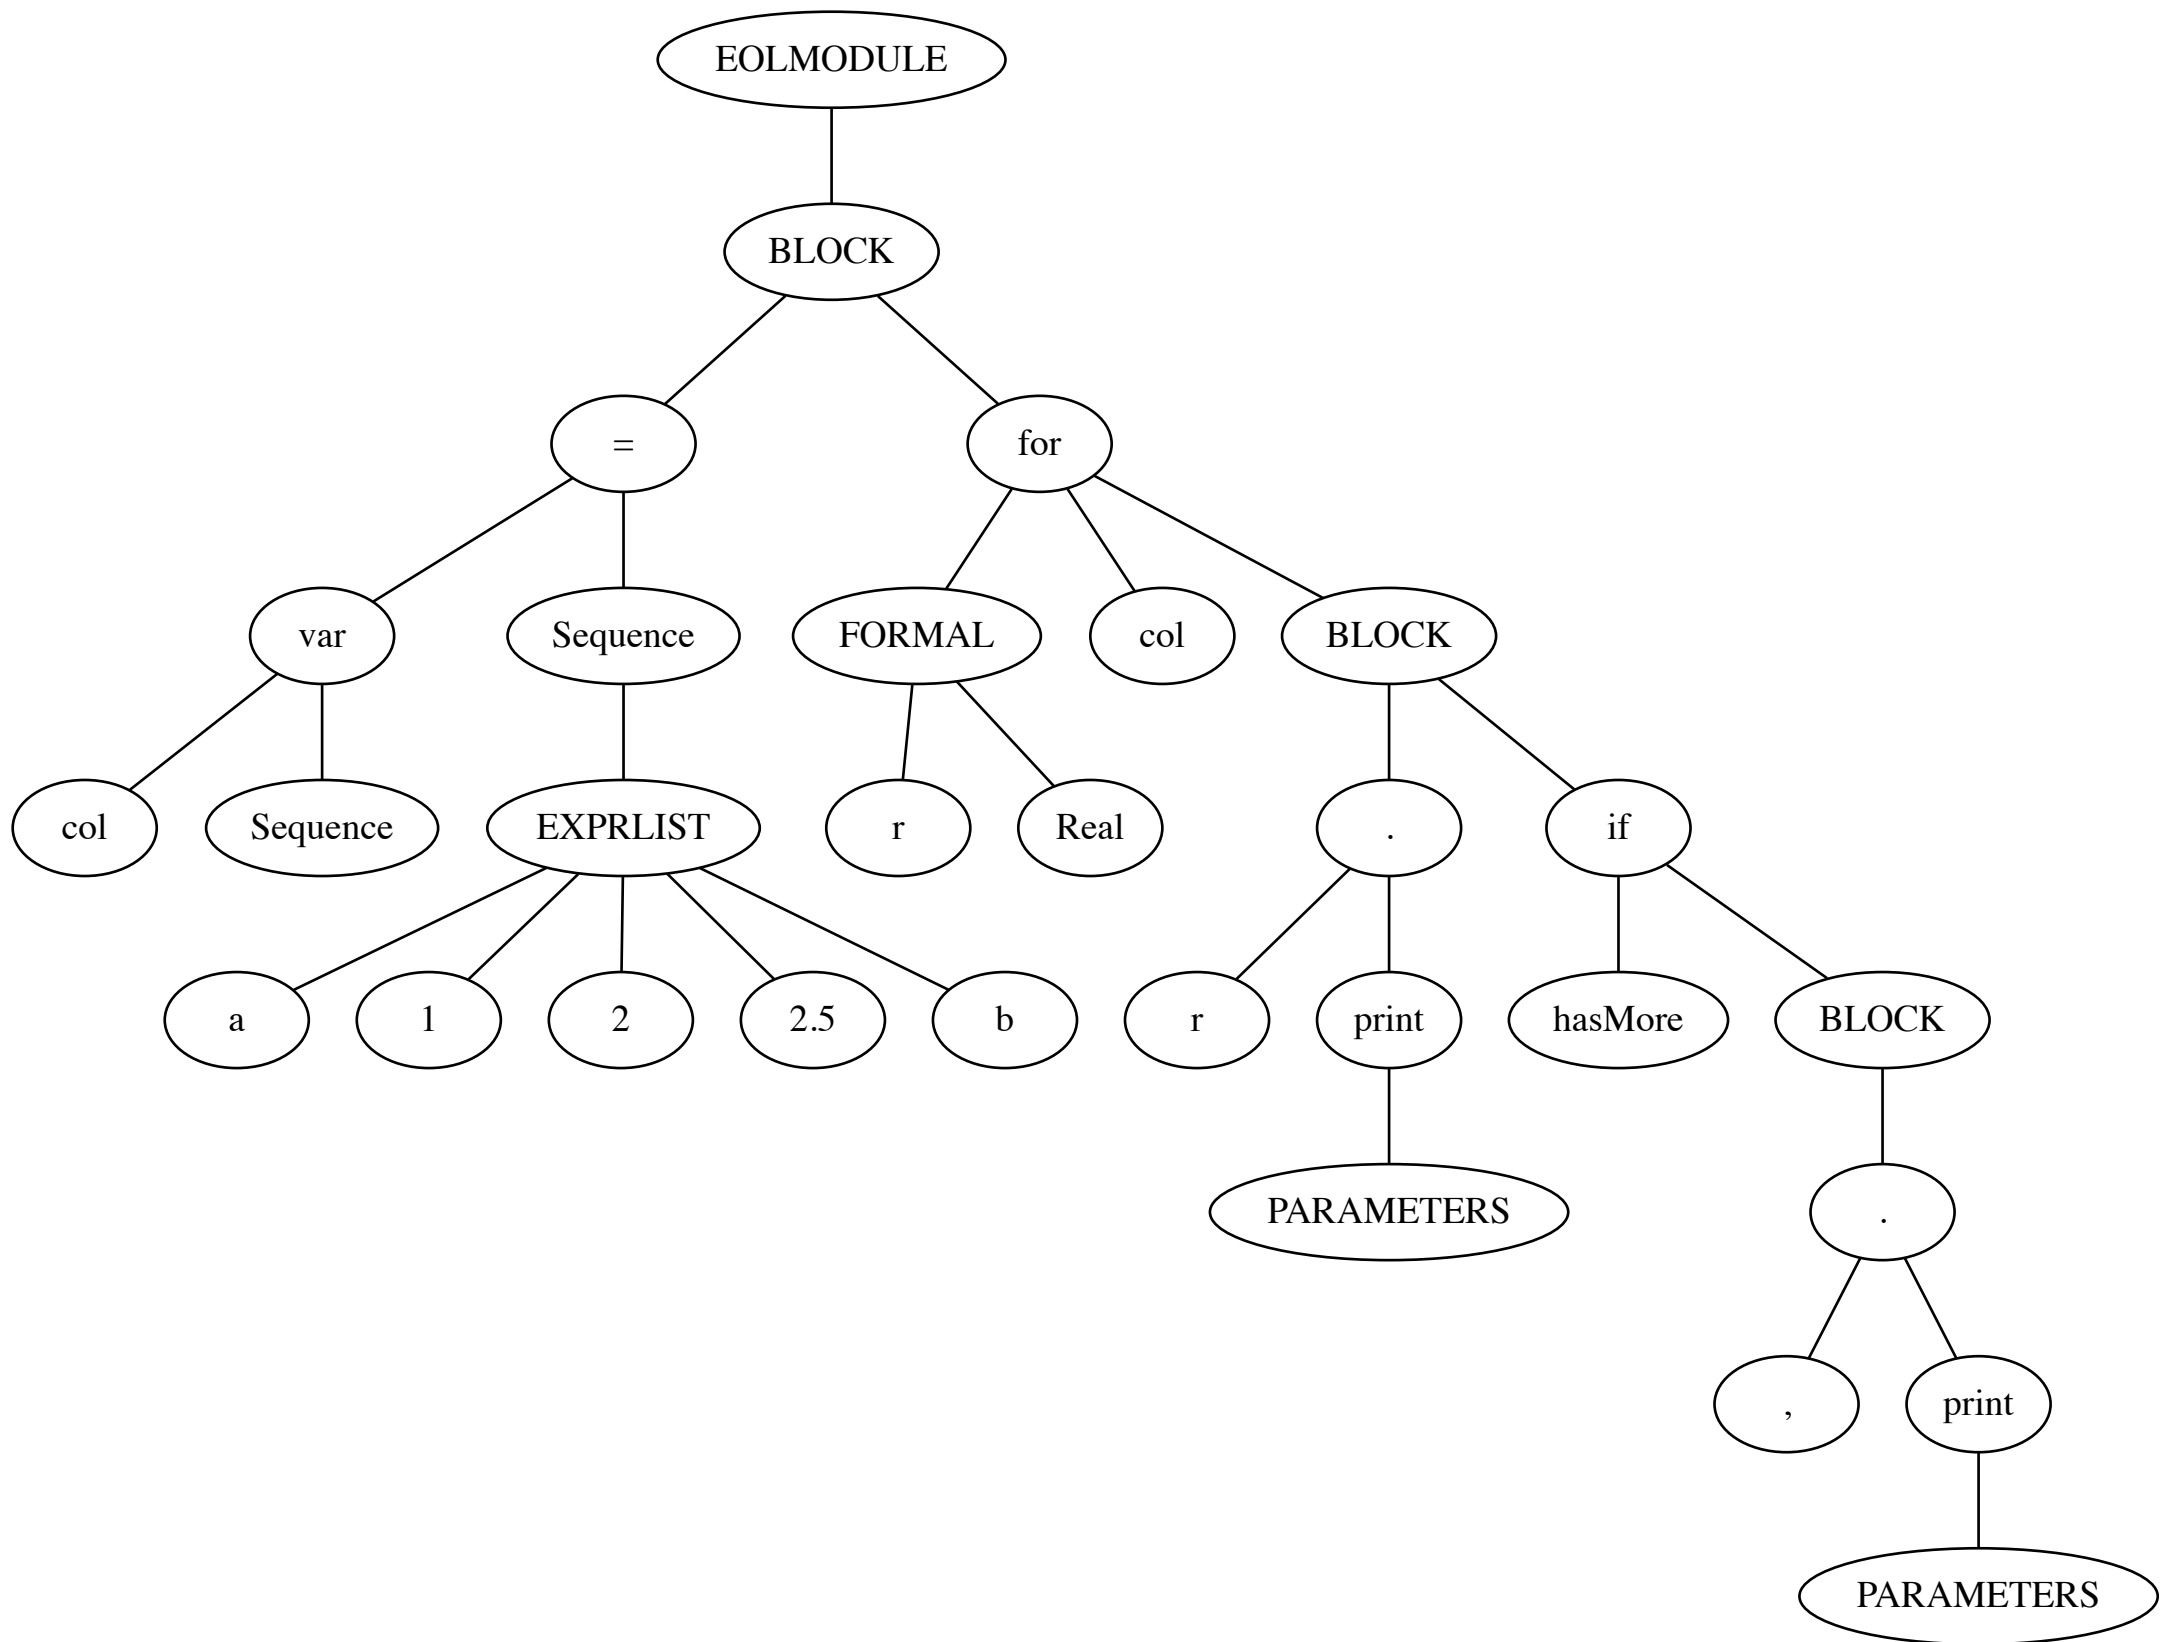 EOLMODULE
BLOCK
= for
var Sequence FORMAL col BLOCK
col Sequence EXPRLIST r Real . if
a 1 2 2.5 b r print hasMore BLOCK
PARAMETERS .
, print
PARAMETERS